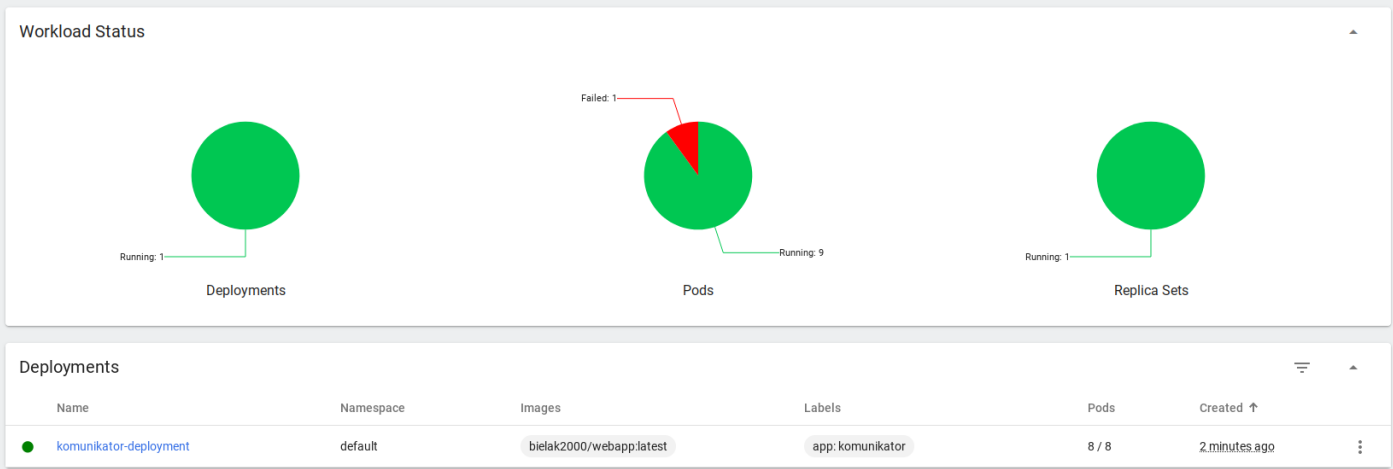 Workload Status
Failed: 1
Running: 1
Running: 9
Running: 1
Deployments
Pods
Replica Sets
Deployments
Name Namespace Images Labels Pods Created
komunikator-deployment default bielak2000/webapp:latest app: komunikator 8 / 8 2 minutes ago